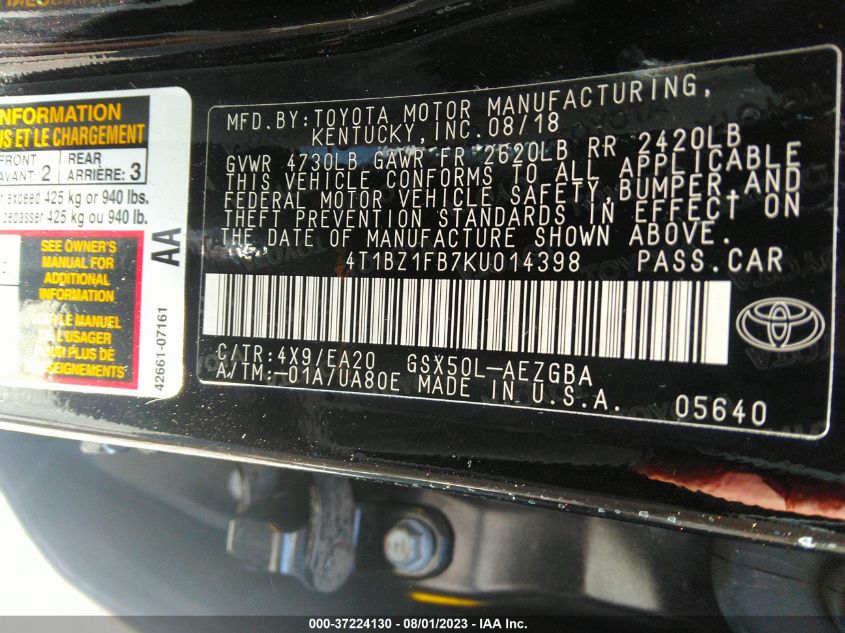 INFORMATION
US ET LE CHARGEMENT
FRONT
AVANT: 2
REAR
ARRIÈRE: 3
exceed 425 kg or 940 lbs.
dépasser 425 kg ou 940 lb.
SEE OWNER'S
MANUAL FOR
ADDITIONAL
INFORMATION
LE MANUEL
L'USAGER
OUR PLUS DE
AA
42661-07161
MFD.BY:TOYOTA MOTOR MANUFACTURING,
KENTUCKY,INC.08/18
GVWR 4730LB GAWR FR 2620LB RR 2420LB
THIS VEHICLE CONFORMS TO ALL APPLICABLE
FEDERAL MOTOR VEHICLE SAFETY,BUMPER,AND
THEFT PREVENTION STANDARDS IN EFFECT ON
THE DATE OF MANUFACTURE SHOWN ABOVE.
4T1BZ1FB7KU014398 PASS.CAR
C/TR:4X9/EA20 GSX50L-AEZGBA
A/TM:-01A/UA80E MADE IN U.S.A. 05640
000-37224130 - 08/01/2023 - IAA Inc.